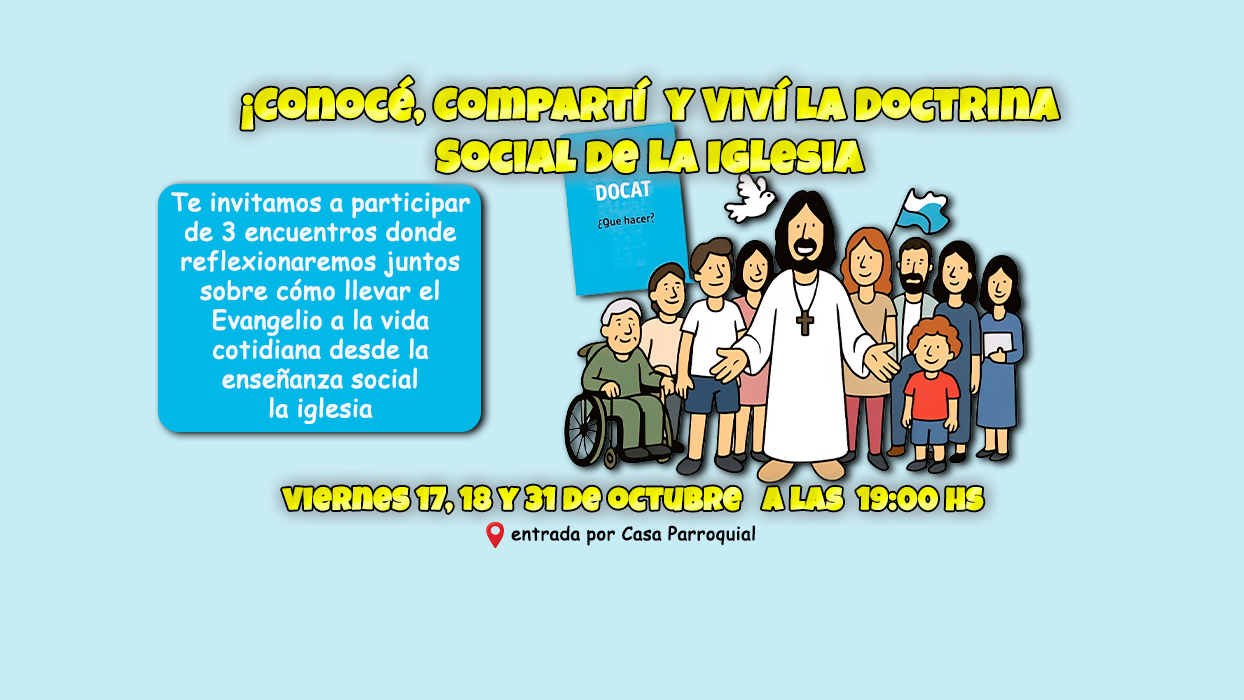 ¡Conocé, compartí y viví la Doctrina
Social de la Iglesia
DOCAT
¿Que hacer?
Te invitamos a participar
de 3 encuentros donde
reflexionaremos juntos
sobre cómo llevar el
Evangelio a la vida
cotidiana desde la
enseñanza social
la iglesia
Viernes 17, 18 y 31 de octubre a las 19:00 hs
entrada por Casa Parroquial